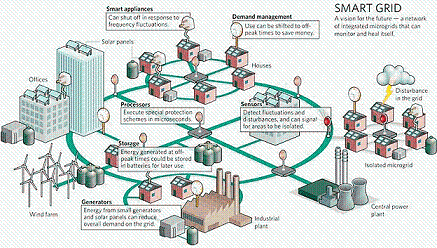 SMART GRID
A vision for the future — a network
of integrated microgrids that can
monitor and heal itself.
Smart appliances
Can shut off in response to
frequency fluctuations.
Demand management
Use can be shifted to off-
peak times to save money.
Solar panels
Houses
Offices
Disturbance
in the grid
Processors
Execute special protection
schemes in microseconds.
Sensors
Detect fluctuations and
disturbances, and can signal
for areas to be isolated.
Storage
Energy generated at off-
peak times could be stored
in batteries for later use.
Isolated microgrid
Wind farm
Generators
Energy from small generators
and solar panels can reduce
overall demand on the grid.
Industrial
plant
Central power
plant